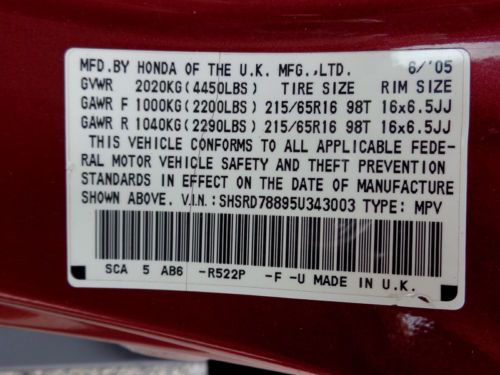 MFD.BY HONDA OF THE U.K. MFG.,LTD. 6/'05
GVWR 2020KG(4450LBS) TIRE SIZE RIM SIZE
GAWR F 1000KG(2200LBS) 215/65R16 98T 16x6.5JJ
GAWR R 1040KG(2290LBS) 215/65R16 98T 16x6.5JJ
THIS VEHICLE CONFORMS TO ALL APPLICABLE FEDE-
RAL MOTOR VEHICLE SAFETY AND THEFT PREVENTION
STANDARDS IN EFFECT ON THE DATE OF MANUFACTURE
SHOWN ABOVE. V.I.N.:SHSRD78895U343003 TYPE: MPV
SCA 5 AB6 -R522P -F -U MADE IN U.K.